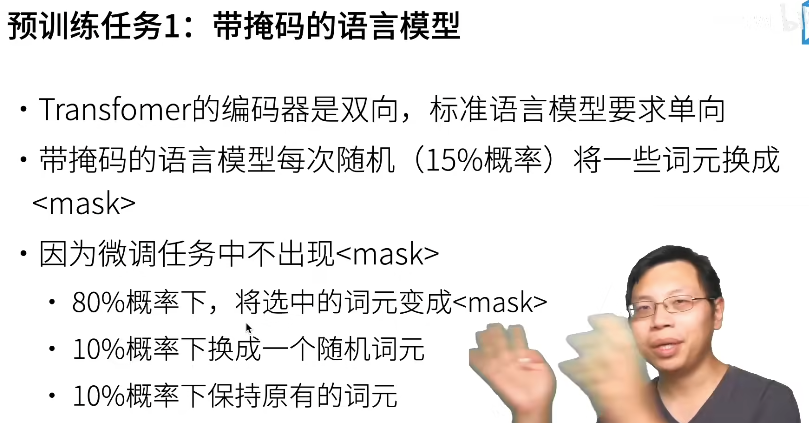 预训练任务1：带掩码的语言模型
• Transfomer的编码器是双向，标准语言模型要求单向
• 带掩码的语言模型每次随机（15%概率）将一些词元换成
<mask>
• 因为微调任务中不出现<mask>
• 80%概率下，将选中的词元变成<mask>
• 10%概率下换成一个随机词元
• 10%概率下保持原有的词元